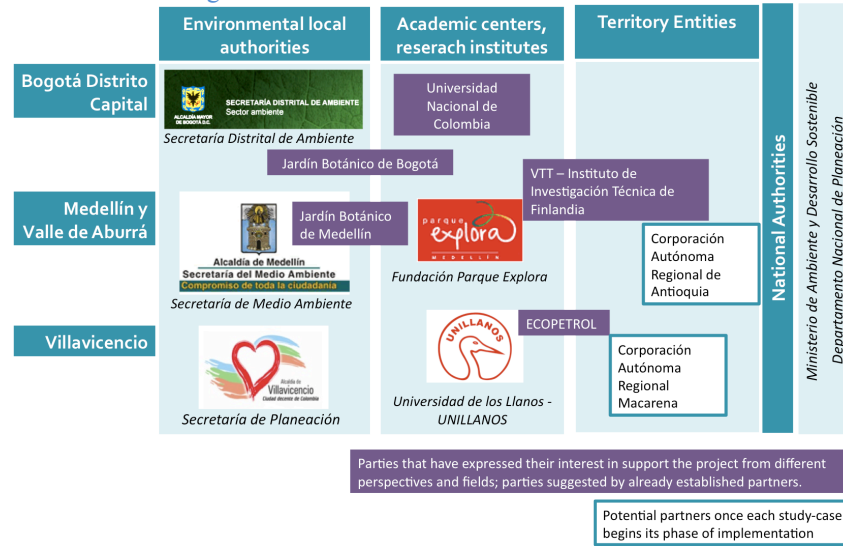 Environmental local
authorities
Academic centers,
reserach institutes
Territory Entities
Bogotá Distrito
Capital
ALCALDÍA MAYOR
DE BOGOTÁ D.C.
SECRETARÍA DISTRITAL DE AMBIENTE
Sector ambiente
Secretaría Distrital de Ambiente
Universidad
Nacional de
Colombia
Jardín Botánico de Bogotá
VTT – Instituto de
Investigación Técnica de
Finlandia
Medellín y
Valle de Aburrá
Alcaldía de Medellín
Secretaría del Medio Ambiente
Compromiso de toda la ciudadanía
Secretaría de Medio Ambiente
Jardín Botánico
de Medellín
parque
explora
MEDELLIN
Fundación Parque Explora
Corporación
Autónoma
Regional de
Antioquia
Villavicencio
Alcaldía de
Villavicencio
Ciudad decente de Colombia
Secretaría de Planeación
UNILLANOS
Universidad de los Llanos -
UNILLANOS
ECOPETROL
Corporación
Autónoma
Regional
Macarena
National Authorities
Ministerio de Ambiente y Desarrollo Sostenible
Departamento Nacional de Planeación
Parties that have expressed their interest in support the project from different
perspectives and fields; parties suggested by already established partners.
Potential partners once each study-case
begins its phase of implementation